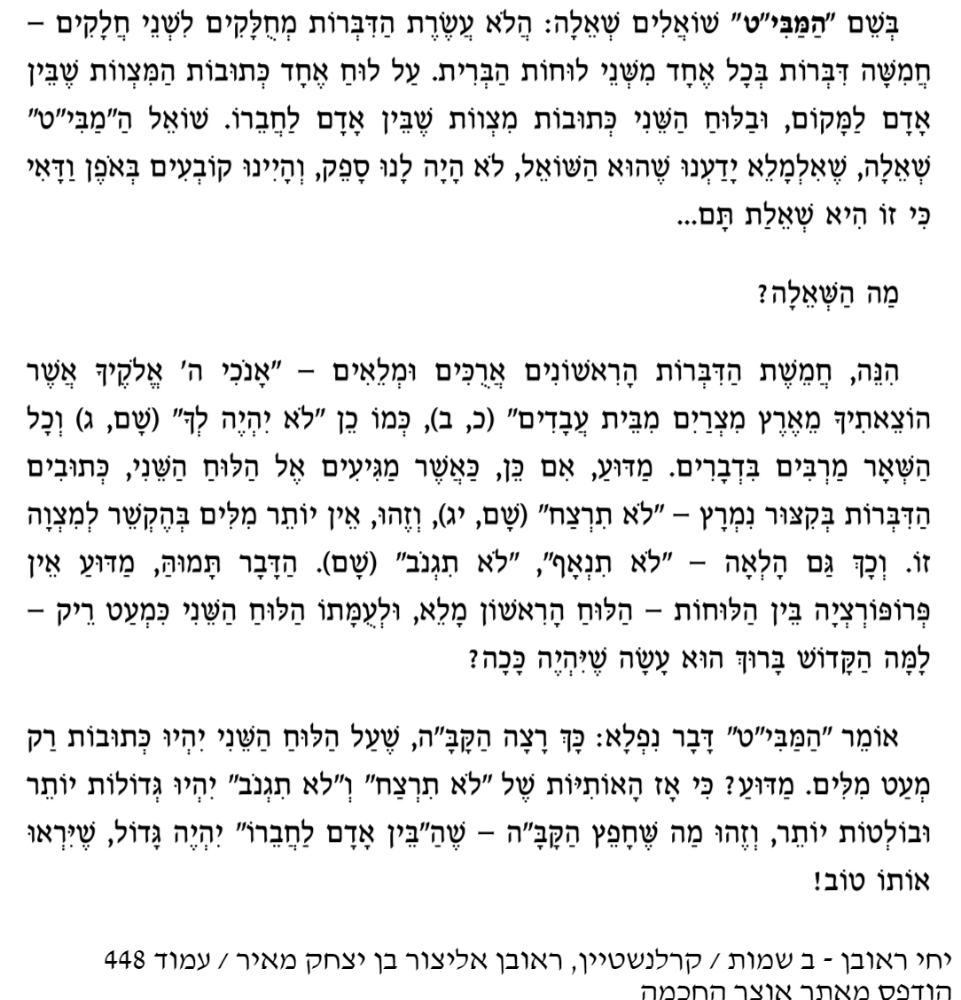 בְּשֵׁם "הַמַּבִּי"ט" שׁוֹאֲלִים שְׁאֵלָה: הֲלֹא עֲשֶׂרֶת הַדִּבְּרוֹת מְחֻלָּקִים לִשְׁנֵי חֲלָקִים –
חֲמִשָּׁה דִּבְּרוֹת בְּכָל אֶחָד מִשְּׁנֵי לוּחוֹת הַבְּרִית. עַל לוּחַ אֶחָד כְּתוּבוֹת הַמִּצְווֹת שֶׁבֵּין
אָדָם לַמָּקוֹם, וּבַלּוּחַ הַשֵּׁנִי כְּתוּבוֹת מִצְווֹת שֶׁבֵּין אָדָם לַחֲבֵרוֹ. שׁוֹאֵל הַ"מַבִּי"ט"
שְׁאֵלָה, שֶׁאִלְמָלֵא יָדַעְנוּ שֶׁהוּא הַשּׁוֹאֵל, לֹא הָיָה לָנוּ סָפֵק, וְהָיִינוּ קוֹבְעִים בְּאֹפֶן וַדָּאִי
כִּי זוֹ הִיא שְׁאֵלַת תָּם...
מַה הַשְּׁאֵלָה?
הִנֵּה, חֲמֵשֶׁת הַדִּבְּרוֹת הָרִאשׁוֹנִים אֲרֻכִּים וּמְלֵאִים – "אָנֹכִי ה' אֱלֹקֶיךָ אֲשֶׁר
הוֹצֵאתִיךָ מֵאֶרֶץ מִצְרַיִם מִבֵּית עֲבָדִים" (כ, ב), כְּמוֹ כֵן "לֹא יִהְיֶה לְךָ" (שָׁם, ג) וְכָל
הַשְּׁאָר מַרְבִּים בִּדְבָרִים. מַדּוּעַ, אִם כֵּן, כַּאֲשֶׁר מַגִּיעִים אֶל הַלּוּחַ הַשֵּׁנִי, כְּתוּבִים
הַדִּבְּרוֹת בְּקִצּוּר נִמְרָץ – "לֹא תִרְצַח" (שָׁם, יג), וְזֶהוּ, אֵין יוֹתֵר מִלִּים בְּהֶקְשֵׁר לְמִצְוָה
זוֹ. וְכָךְ גַּם הָלְאָה – "לֹא תִנְאָף", "לֹא תִגְנֹב" (שָׁם). הַדָּבָר תָּמוּהַּ, מַדּוּעַ אֵין
פְּרוֹפּוֹרְצְיָה בֵּין הַלּוּחוֹת – הַלּוּחַ הָרִאשׁוֹן מָלֵא, וּלְעֻמָּתוֹ הַלּוּחַ הַשֵּׁנִי כִּמְעַט רֵיק –
לָמָּה הַקָּדוֹשׁ בָּרוּךְ הוּא עָשָׂה שֶׁיִּהְיֶה כָּכָה?
אוֹמֵר "הַמַּבִּי"ט" דָּבָר נִפְלָא: כָּךְ רָצָה הַקָּבָּ"ה, שֶׁעַל הַלּוּחַ הַשֵּׁנִי יִהְיוּ כְּתוּבוֹת רַק
מְעַט מִלִּים. מַדּוּעַ? כִּי אָז הָאוֹתִיּוֹת שֶׁל "לֹא תִרְצַח" וְ"לֹא תִגְנֹב" יִהְיוּ גְּדוֹלוֹת יוֹתֵר
וּבוֹלְטוֹת יוֹתֵר, וְזֶהוּ מַה שֶּׁחָפֵץ הַקָּבָּ"ה – שֶׁהַ"בֵּין אָדָם לַחֲבֵרוֹ" יִהְיֶה גָּדוֹל, שֶׁיִּרְאוּ
אוֹתוֹ טוֹב!
יחי ראובן - ב שמות / קרלנשטיין, ראובן אליצור בן יצחק מאיר / עמוד 448
הודפס מאתר אוצר החכמה